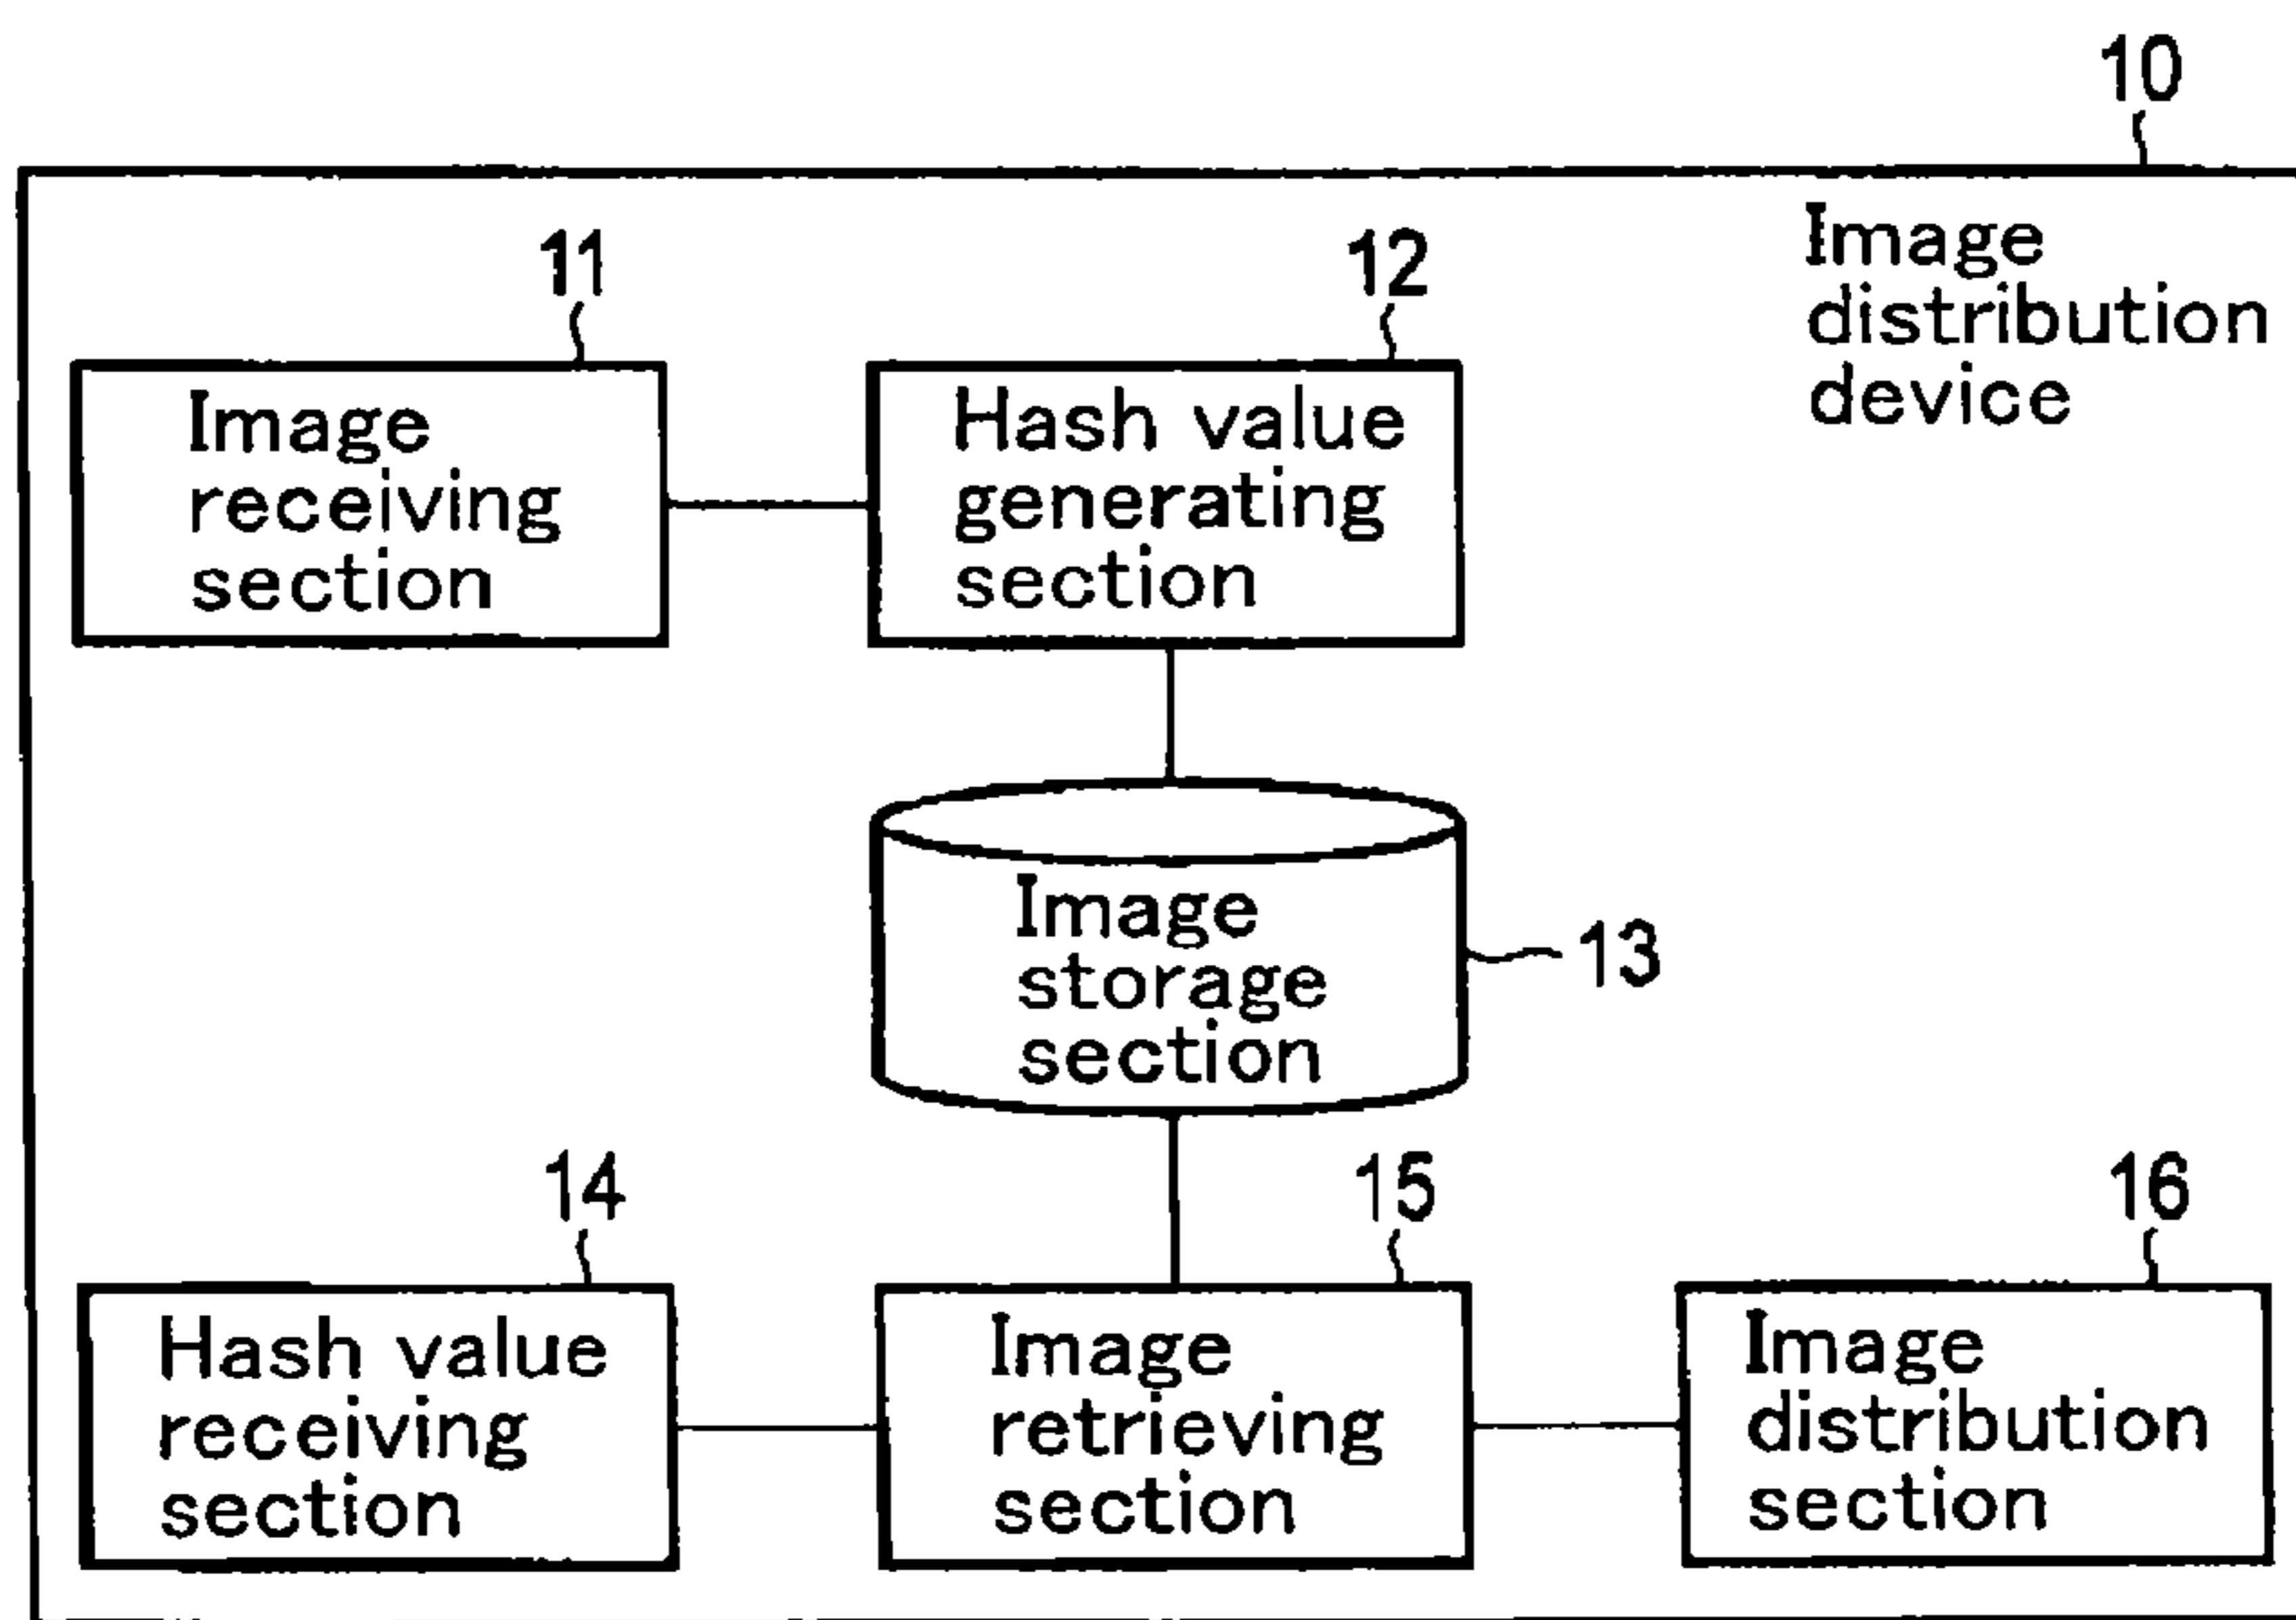 10
Image
distribution
device
11
Image
receiving
section
12
Hash value
generating
section
Image
storage
section
13
14
Hash value
receiving
section
15
Image
retrieving
section
16
Image
distribution
section